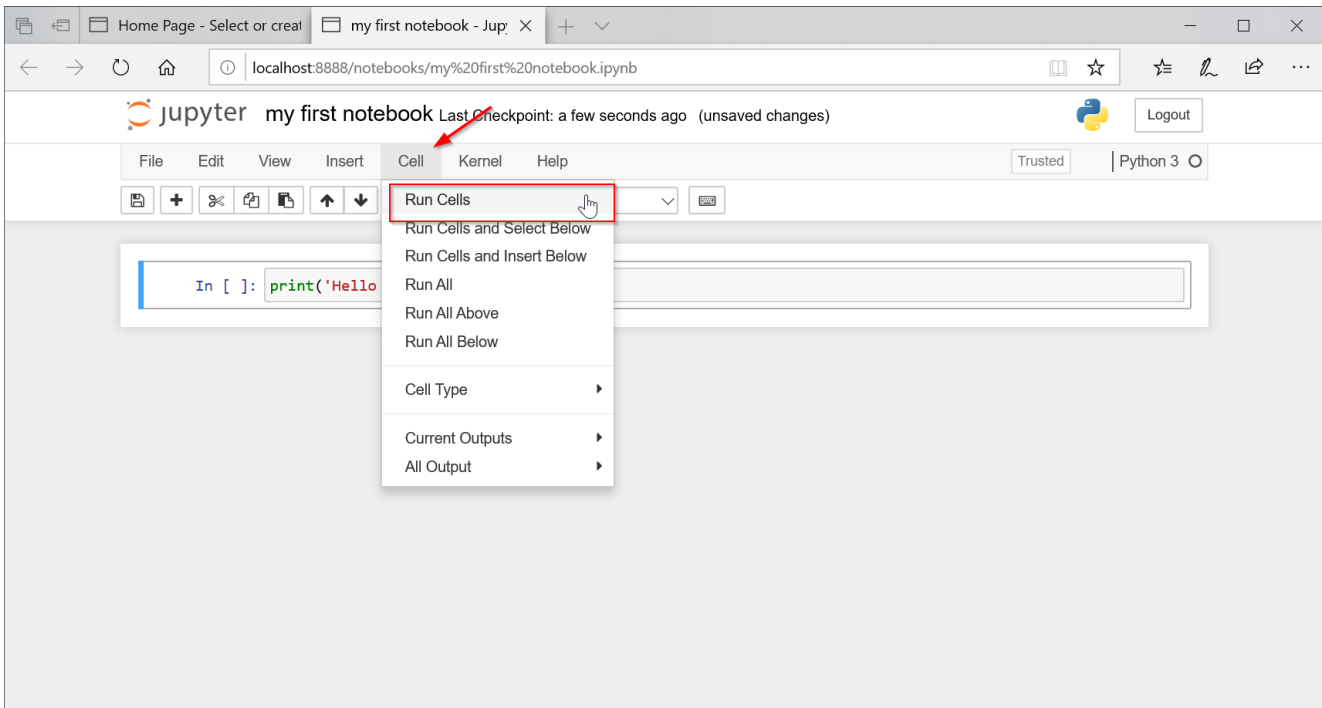 Home Page - Select or creat
my first notebook - Jup
localhost:8888/notebooks/my%20first%20notebook.ipynb
jupyter my first notebook Last Checkpoint: a few seconds ago (unsaved changes)
Logout
File Edit View Insert Cell Kernel Help Trusted Python 3
Run Cells
Run Cells and Select Below
Run Cells and Insert Below
In [ ]: print('Hello
Run All
Run All Above
Run All Below
Cell Type
Current Outputs
All Output